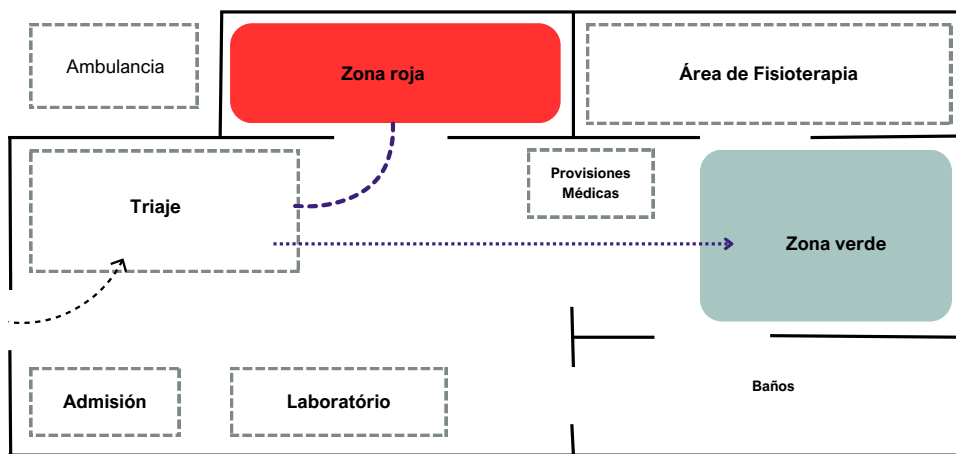 Ambulancia
Zona roja
Área de Fisioterapia
Triaje
Provisiones
Médicas
Zona verde
Admisión
Laboratório
Baños